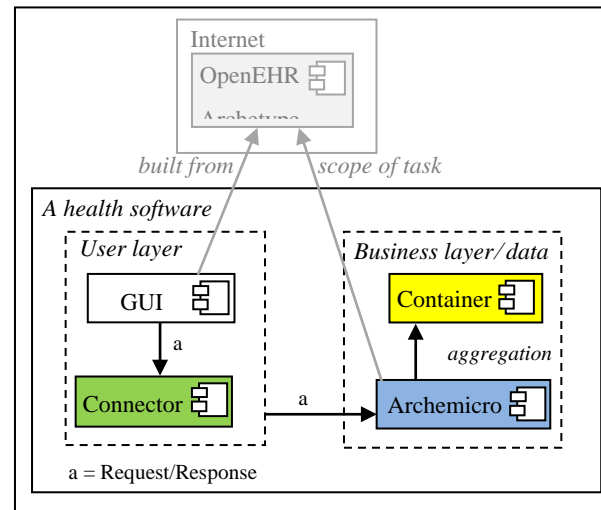 Internet
OpenEHR
Archetype
built from
scope of task
A health software
User layer
Business layer/data
GUI
Container
a
aggregation
Connector
a
Archemicro
a = Request/Response